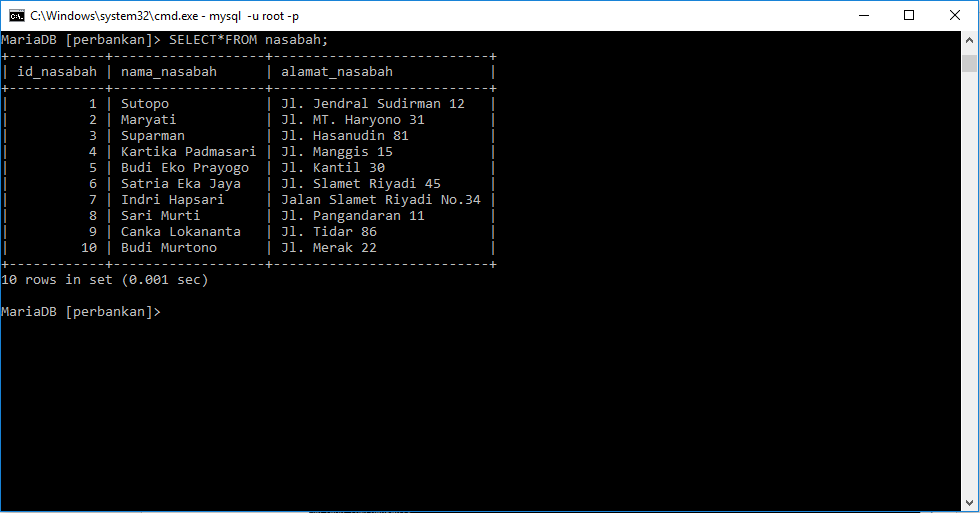 C:\Windows\system32\cmd.exe - mysql  -u root -p
MariaDB [perbankan]> SELECT*FROM nasabah;
+------------+-------------------+---------------------------+
| id_nasabah | nama_nasabah      | alamat_nasabah            |
+------------+-------------------+---------------------------+
|          1 | Sutopo            | Jl. Jendral Sudirman 12   |
|          2 | Maryati           | Jl. MT. Haryono 31        |
|          3 | Suparman          | Jl. Hasanudin 81          |
|          4 | Kartika Padmasari | Jl. Manggis 15            |
|          5 | Budi Eko Prayogo  | Jl. Kantil 30             |
|          6 | Satria Eka Jaya   | Jl. Slamet Riyadi 45      |
|          7 | Indri Hapsari     | Jalan Slamet Riyadi No.34 |
|          8 | Sari Murti        | Jl. Pangandaran 11        |
|          9 | Canka Lokananta   | Jl. Tidar 86              |
|         10 | Budi Murtono      | Jl. Merak 22              |
+------------+-------------------+---------------------------+
10 rows in set (0.001 sec)
MariaDB [perbankan]>